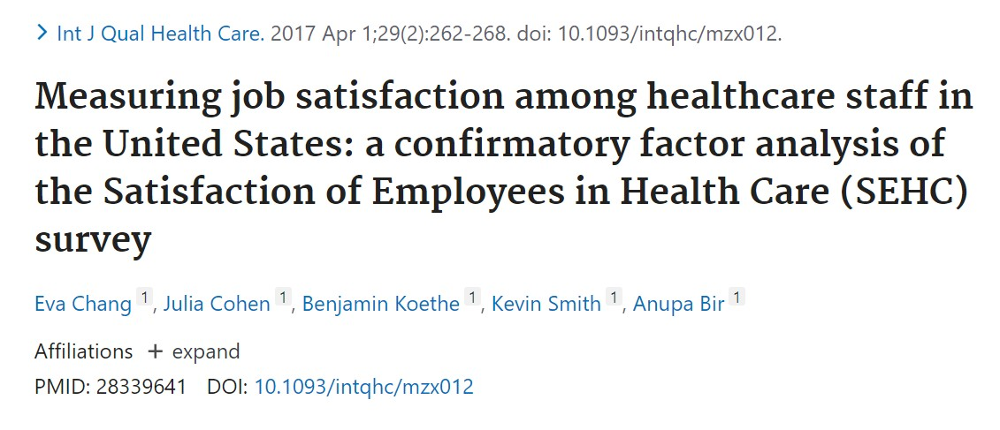 > Int J Qual Health Care. 2017 Apr 1;29(2):262-268. doi: 10.1093/intqhc/mzx012.
Measuring job satisfaction among healthcare staff in
the United States: a confirmatory factor analysis of
the Satisfaction of Employees in Health Care (SEHC)
survey
Eva Chang 1, Julia Cohen 1, Benjamin Koethe 1, Kevin Smith 1, Anupa Bir 1
Affiliations + expand
PMID: 28339641 DOI: 10.1093/intqhc/mzx012